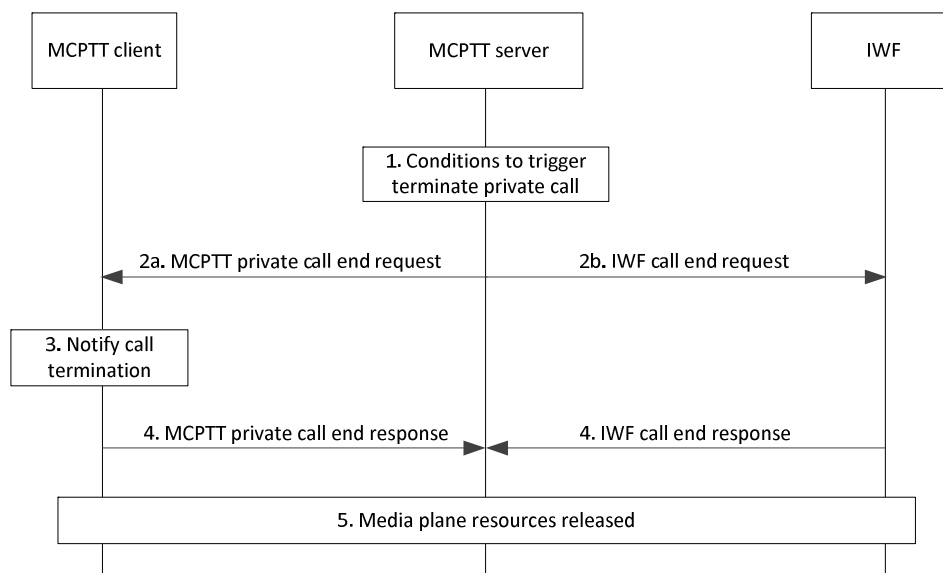 MCPTT client
MCPTT server
IWF
1. Conditions to trigger
terminate private call
2a. MCPTT private call end request
2b. IWF call end request
3. Notify call
termination
4. MCPTT private call end response
4. IWF call end response
5. Media plane resources released